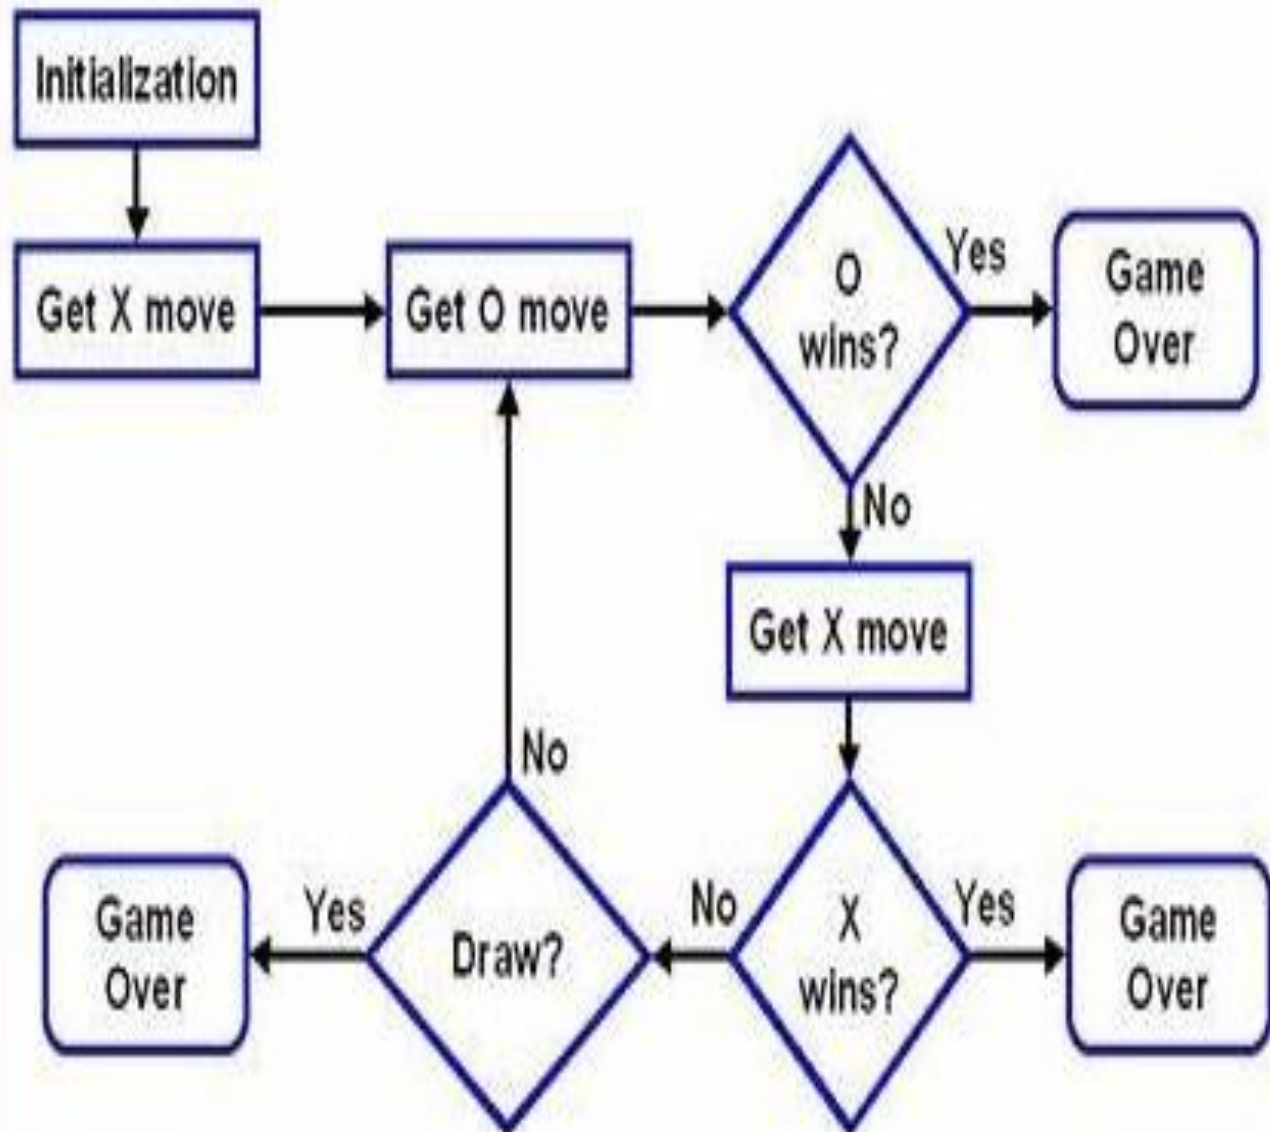 Initialization
Get X move
Get O move
O
wins?
Yes
Game
Over
No
Get X move
X
wins?
Yes
Game
Over
No
Draw?
No
Yes
Game
Over